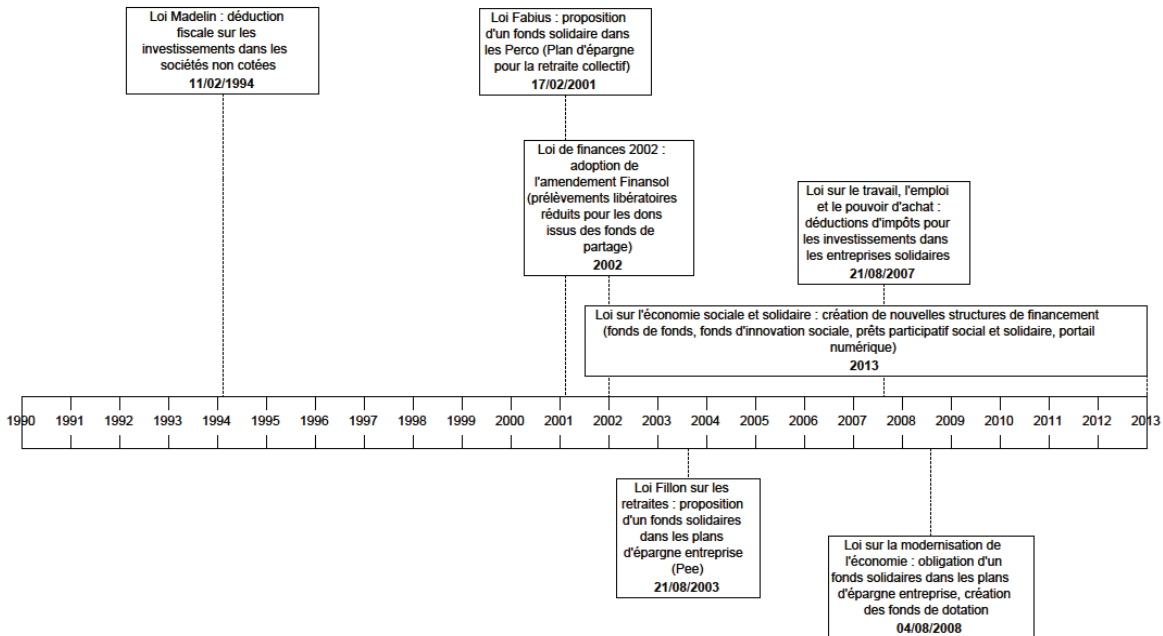 Loi Madelin : déduction
fiscale sur les
investissements dans les
sociétés non cotées
11/02/1994
Loi Fabius : proposition
d'un fonds solidaire dans
les Perco (Plan d'épargne
pour la retraite collectif)
17/02/2001
Loi de finances 2002 :
adoption de
l'amendement Finansol
(prélèvements libératoires
réduits pour les dons
issus des fonds de
partage)
2002
Loi sur le travail, l'emploi
et le pouvoir d'achat :
déductions d'impôts pour
les investissements dans
les entreprises solidaires
21/08/2007
Loi sur l'économie sociale et solidaire : création de nouvelles structures de financement
(fonds de fonds, fonds d'innovation sociale, prêts participatif social et solidaire, portail
numérique)
2013
1990 1991 1992 1993 1994 1995 1996 1997 1998 1999 2000 2001 2002 2003 2004 2005 2006 2007 2008 2009 2010 2011 2012 2013
Loi Fillon sur les
retraites : proposition
d'un fonds solidaires
dans les plans
d'épargne entreprise
(Pee)
21/08/2003
Loi sur la modernisation de
l'économie : obligation d'un
fonds solidaires dans les plans
d'épargne entreprise, création
des fonds de dotation
04/08/2008